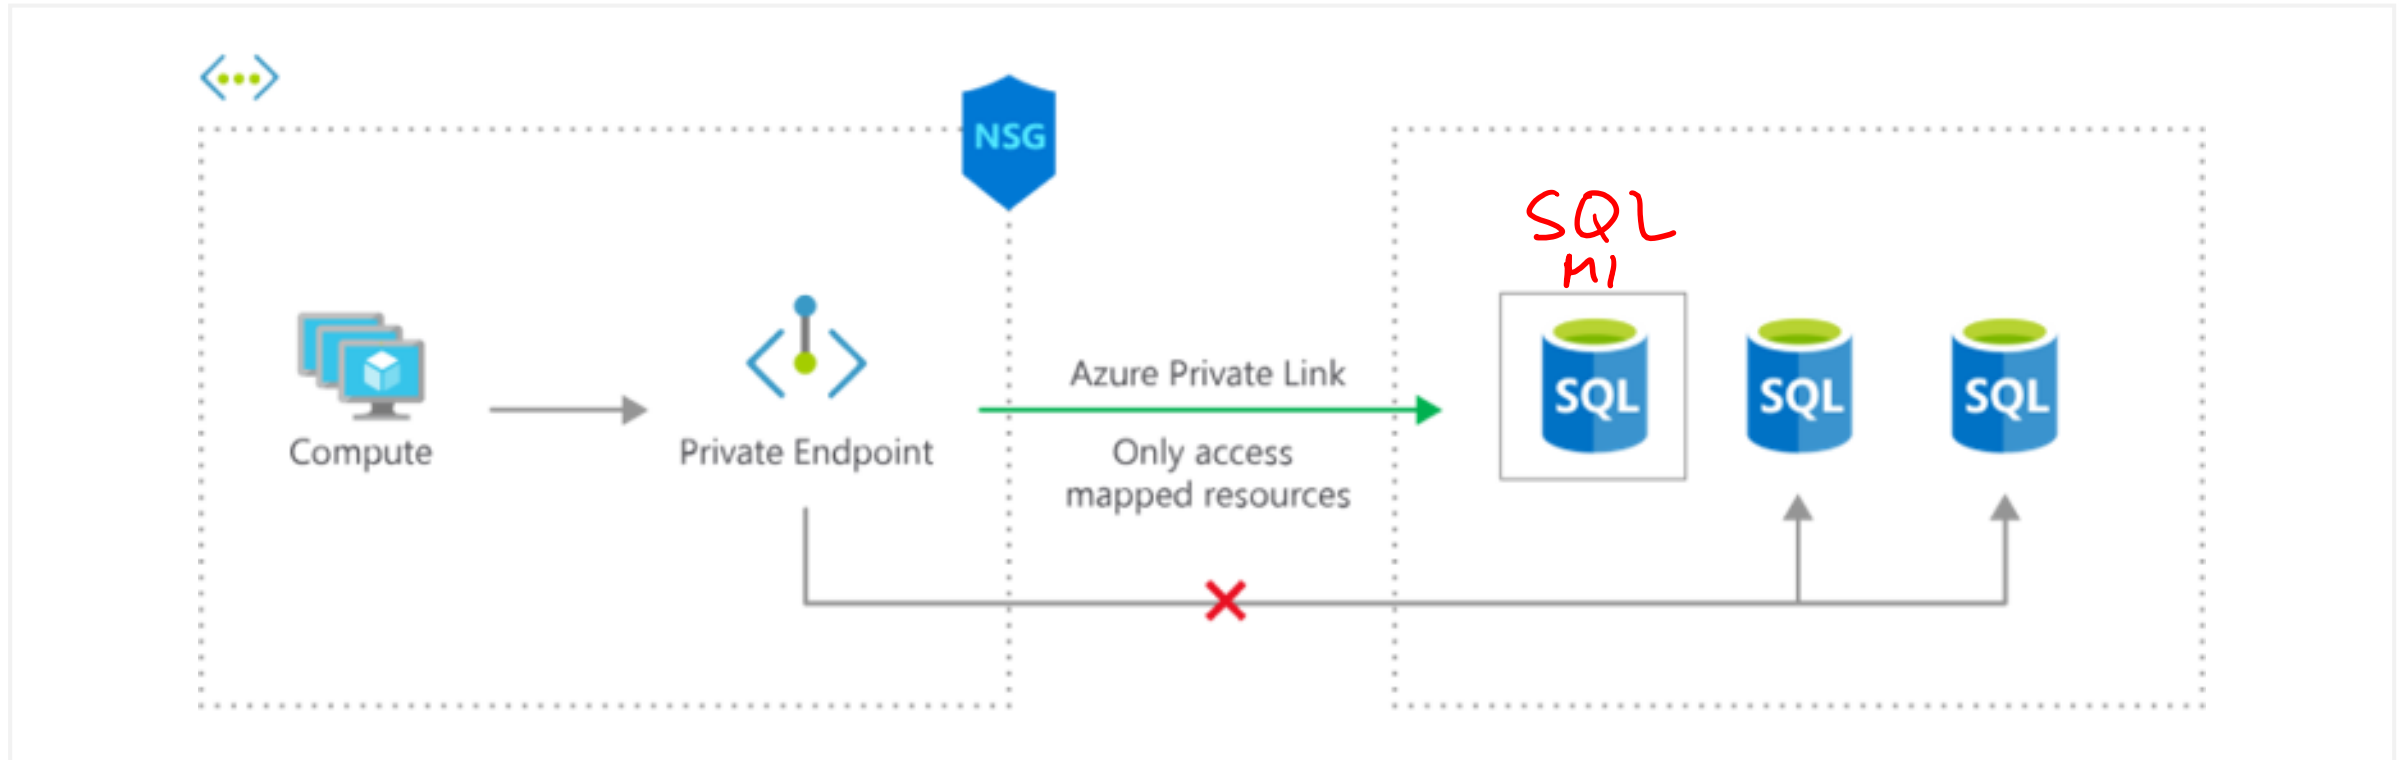 NSG
SQL
MI
Compute
Private Endpoint
Azure Private Link
Only access
mapped resources
SQL
SQL
SQL